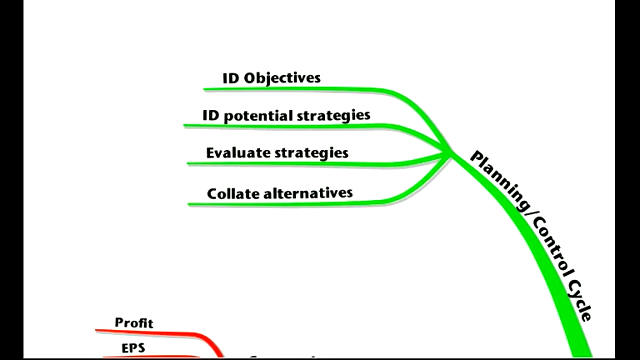 ID Objectives
ID potential strategies
Evaluate strategies
Collate alternatives
Planning/Control Cycle
Profit
EPS